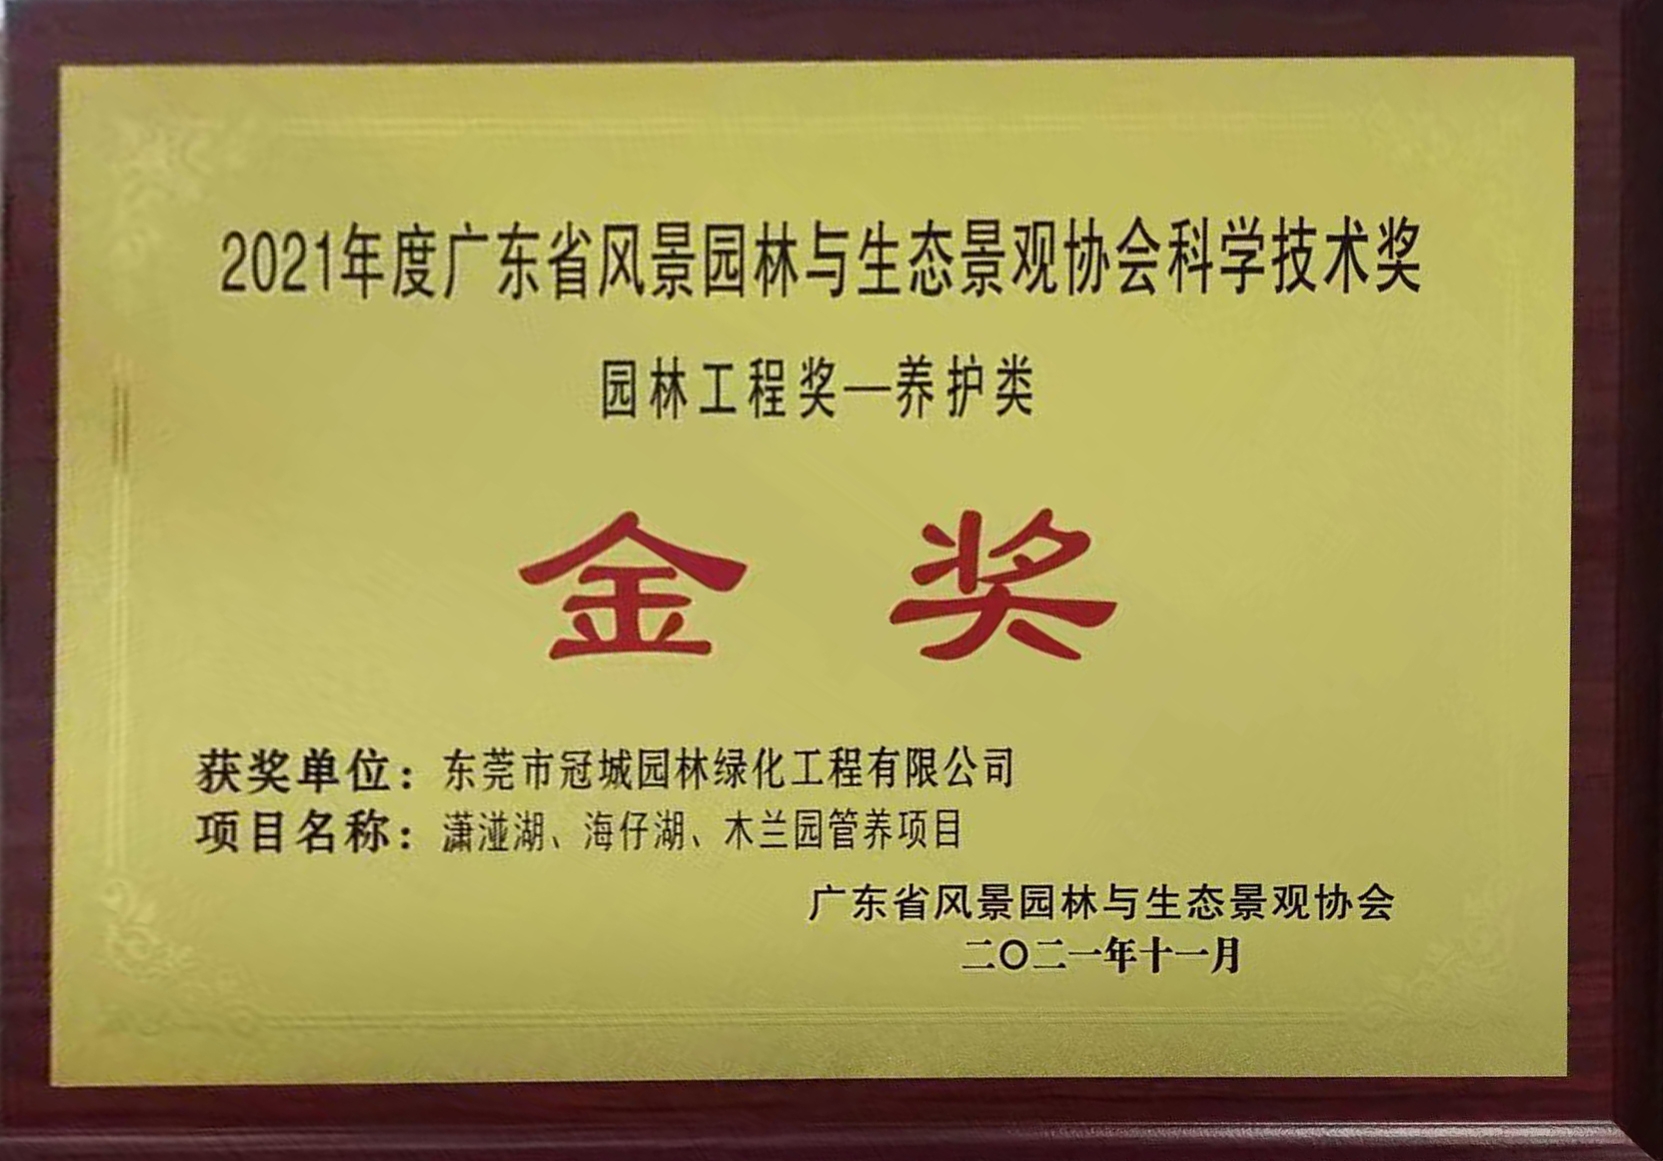 2021年度广东省风景园林与生态景观协会科学技术奖
园林工程奖—养护类
金奖
获奖单位：东莞市冠城园林绿化工程有限公司
项目名称：潇湴湖、海仔湖、木兰园管养项目
广东省风景园林与生态景观协会
二〇二一年十一月